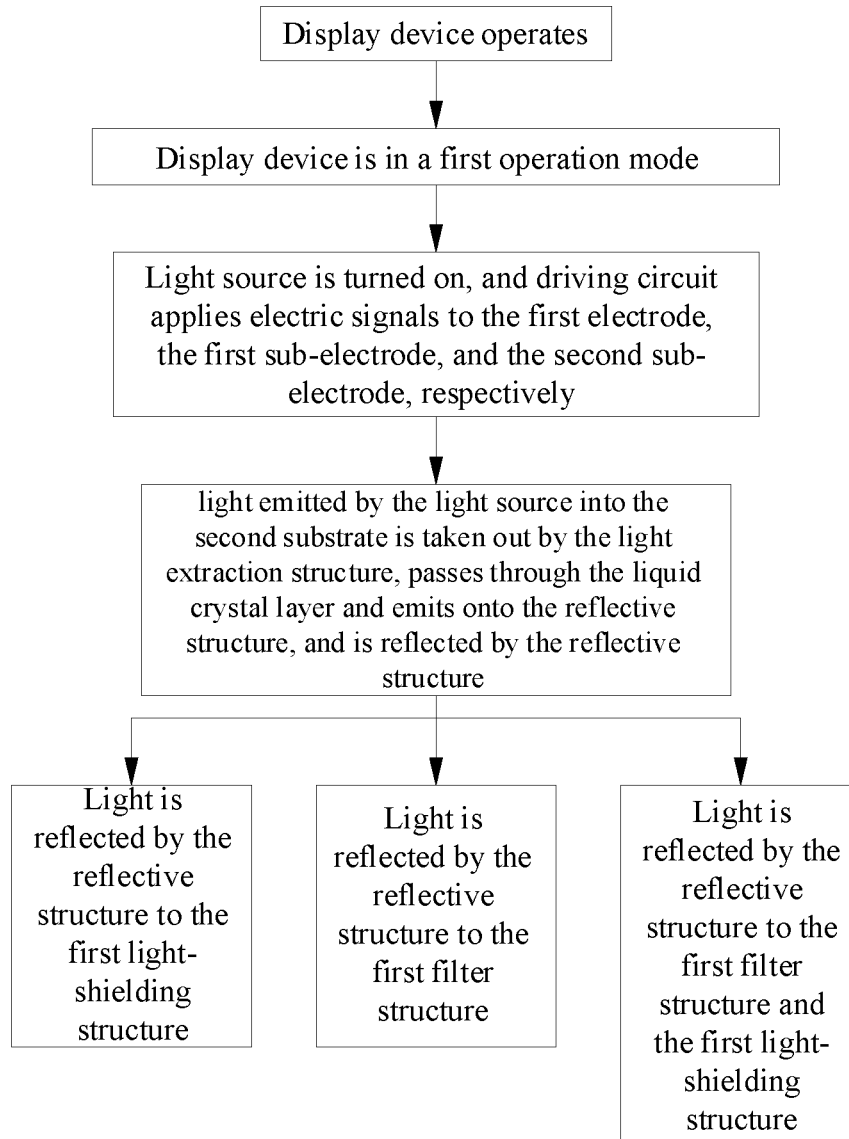 Display device operates
Display device is in a first operation mode
Light source is turned on, and driving circuit
applies electric signals to the first electrode,
the first sub-electrode, and the second sub-
electrode, respectively
light emitted by the light source into the
second substrate is taken out by the light
extraction structure, passes through the liquid
crystal layer and emits onto the reflective
structure, and is reflected by the reflective
structure
Light is
reflected by the
reflective
structure to the
first light-
shielding
structure
Light is
reflected by the
reflective
structure to the
first filter
structure
Light is
reflected by the
reflective
structure to the
first filter
structure and
the first light-
shielding
structure